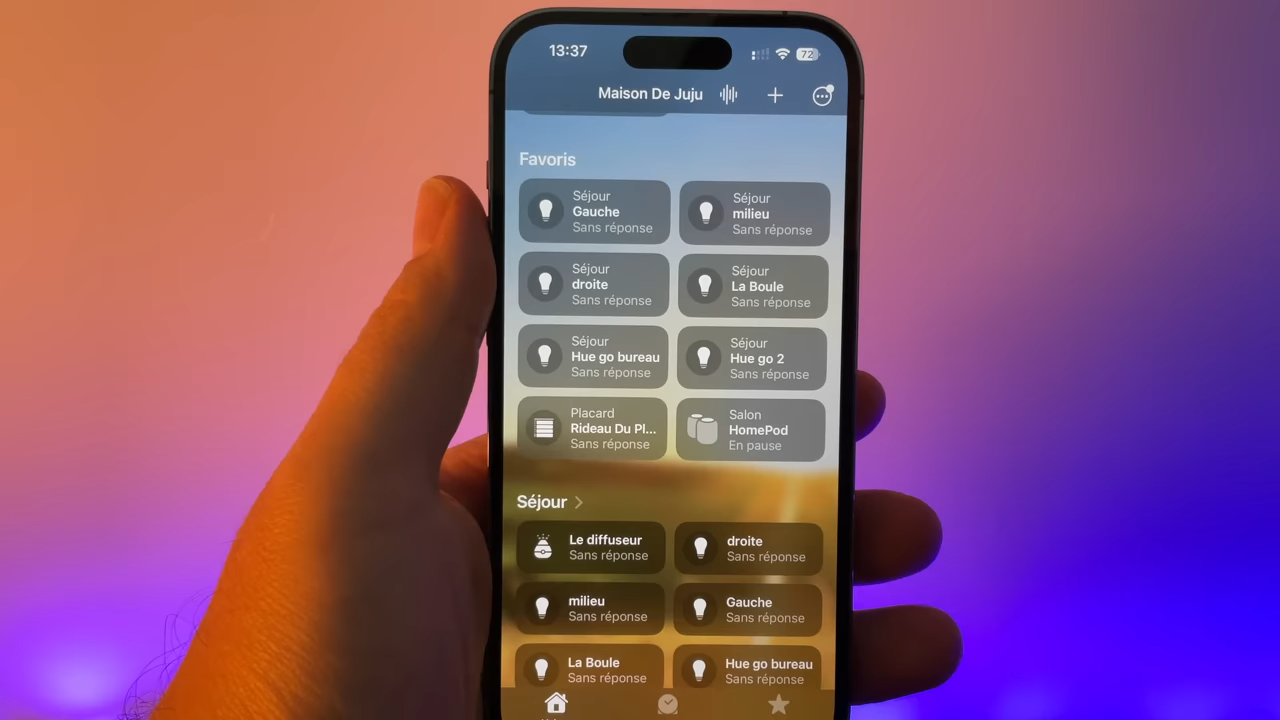 13:37
72
Maison De Juju
Favoris
Séjour
Gauche
Sans réponse
Séjour
milieu
Sans réponse
Séjour
droite
Sans réponse
Séjour
La Boule
Sans réponse
Séjour
Hue go bureau
Sans réponse
Séjour
Hue go 2
Sans réponse
Placard
Rideau Du Pl...
Sans réponse
Salon
HomePod
En pause
Séjour
Le diffuseur
Sans réponse
droite
Sans réponse
milieu
Sans réponse
Gauche
Sans réponse
La Boule
Sans réponse
Hue go bureau
Sans réponse